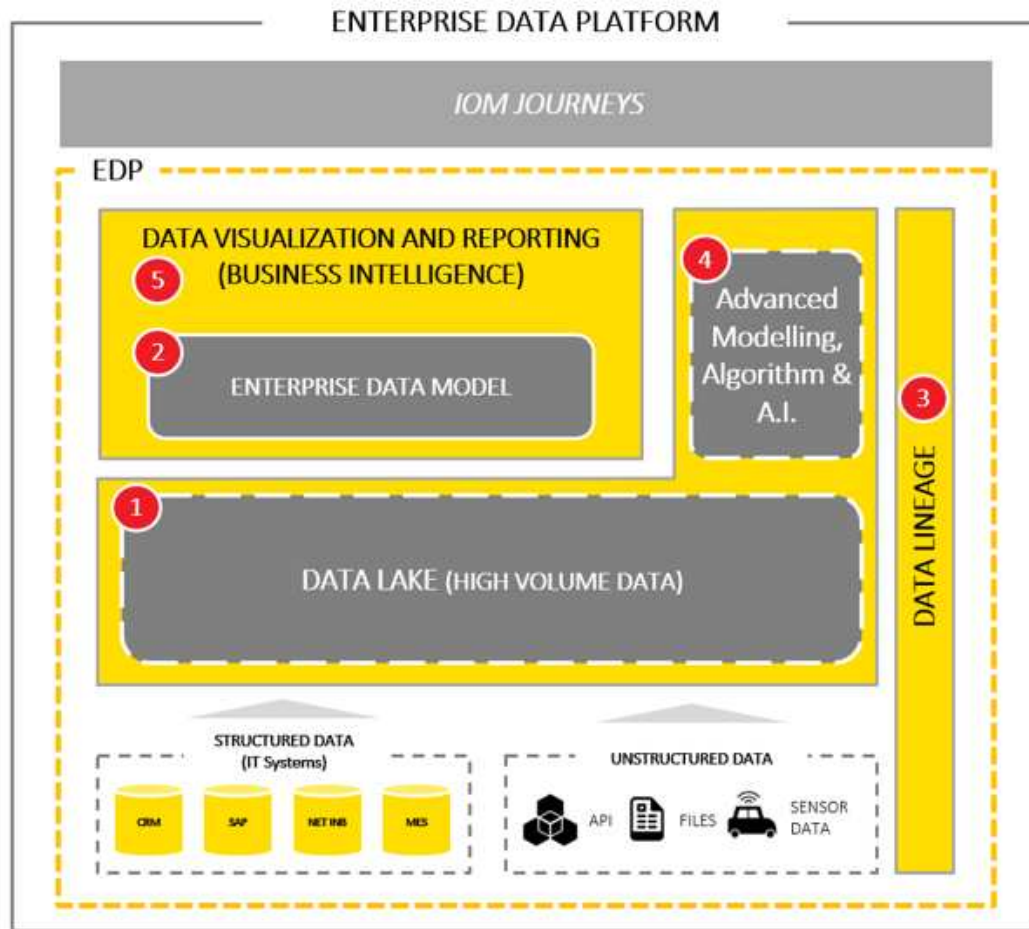 ENTERPRISE DATA PLATFORM
IOM JOURNEYS
EDP
DATA VISUALIZATION AND REPORTING
(BUSINESS INTELLIGENCE)
5
2
ENTERPRISE DATA MODEL
4
Advanced
Modelling,
Algorithm &
A.I.
3
DATA LINEAGE
1
DATA LAKE (HIGH VOLUME DATA)
STRUCTURED DATA
(IT Systems)
CRM
SAP
NET INB
MES
UNSTRUCTURED DATA
API
FILES
SENSOR
DATA